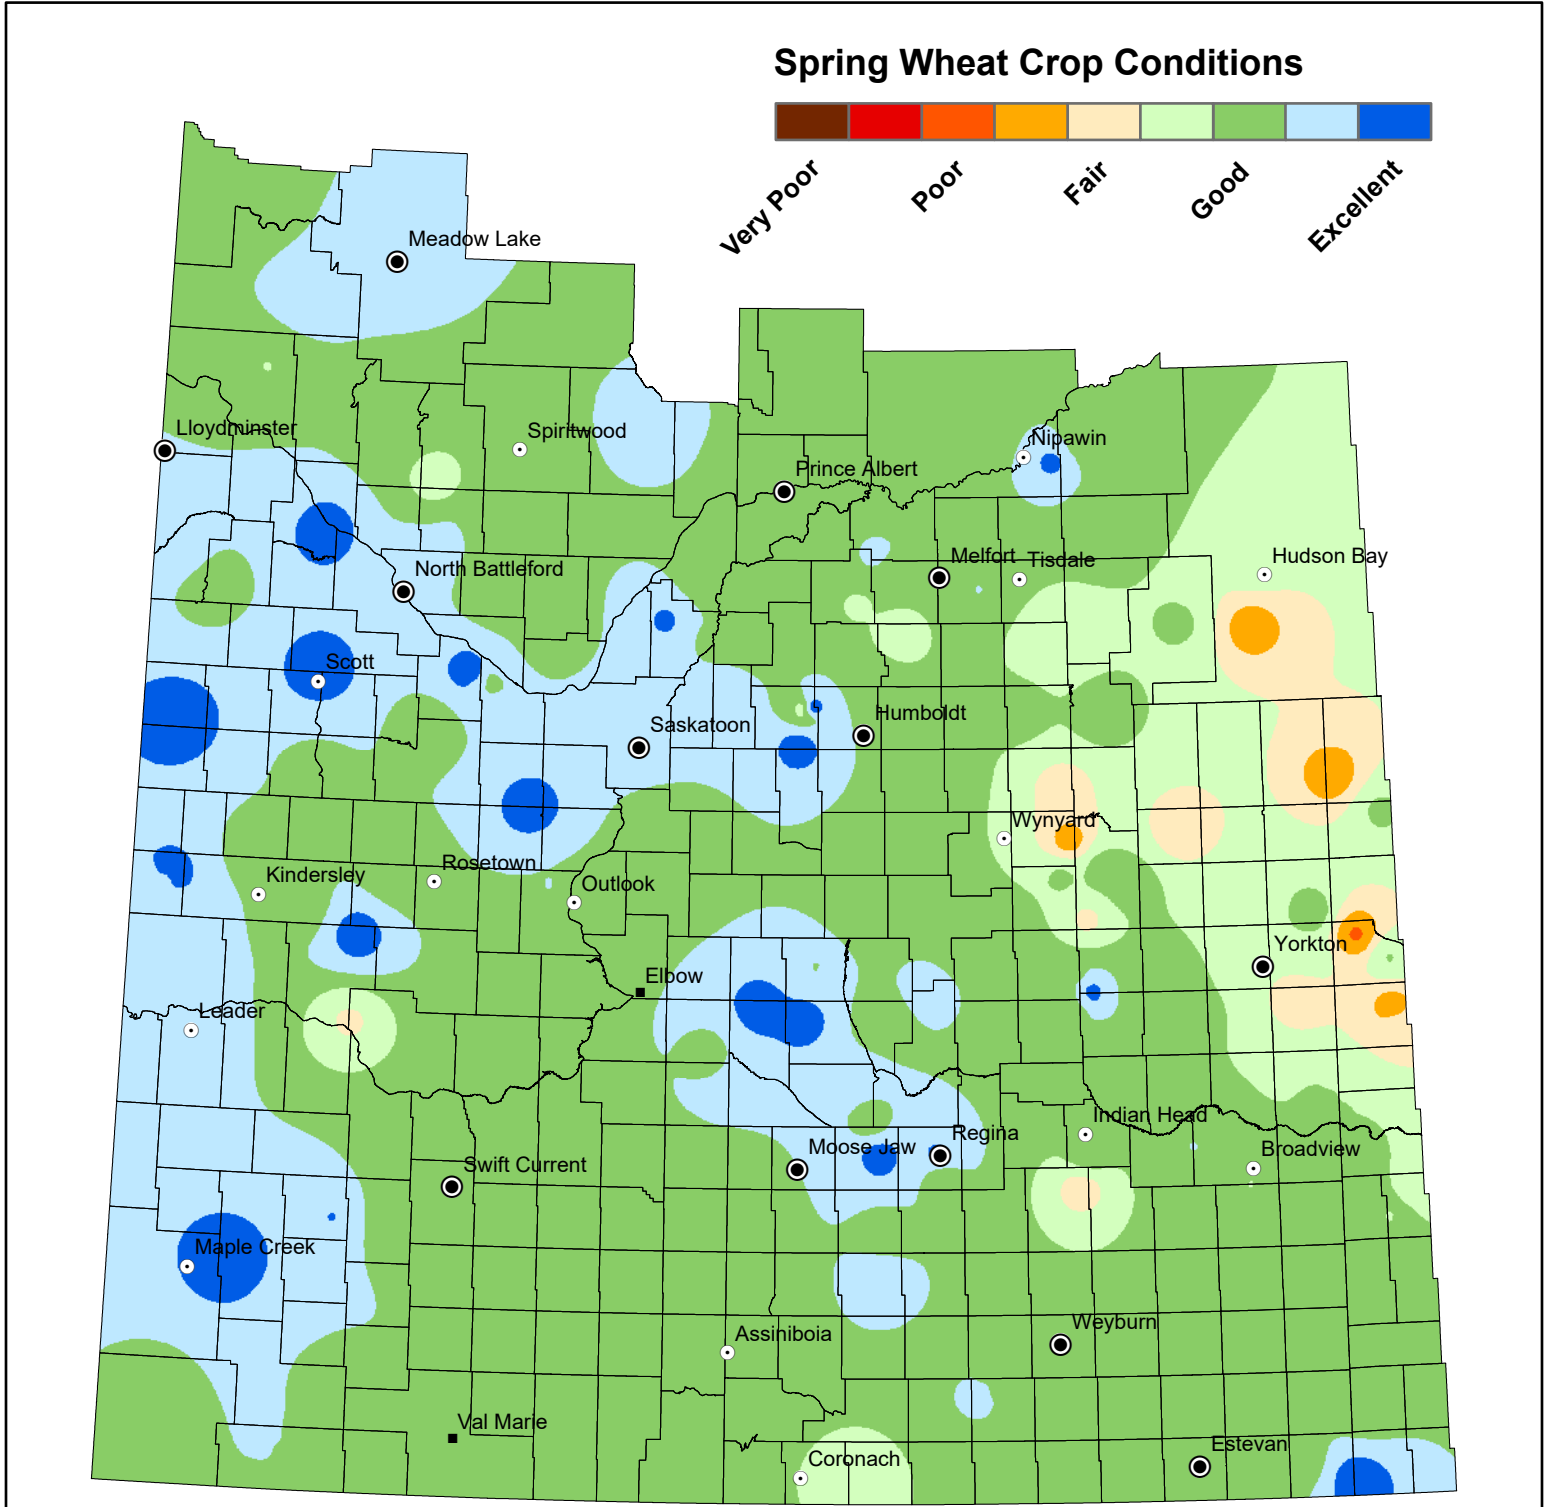 Spring Wheat Crop Conditions
Very Poor
Poor
Fair
Good
Excellent
Meadow Lake
Lloydminster
Spiritwood
Nipawin
Prince Albert
Melfort
Tisdale
Hudson Bay
North Battleford
Scott
Saskatoon
Humboldt
Wynyard
Rosetown
Kindersley
Outlook
Yorkton
Elbow
Leader
Indian Head
Regina
Moose Jaw
Broadview
Swift Current
Maple Creek
Weyburn
Assiniboia
Val Marie
Estevan
Coronach